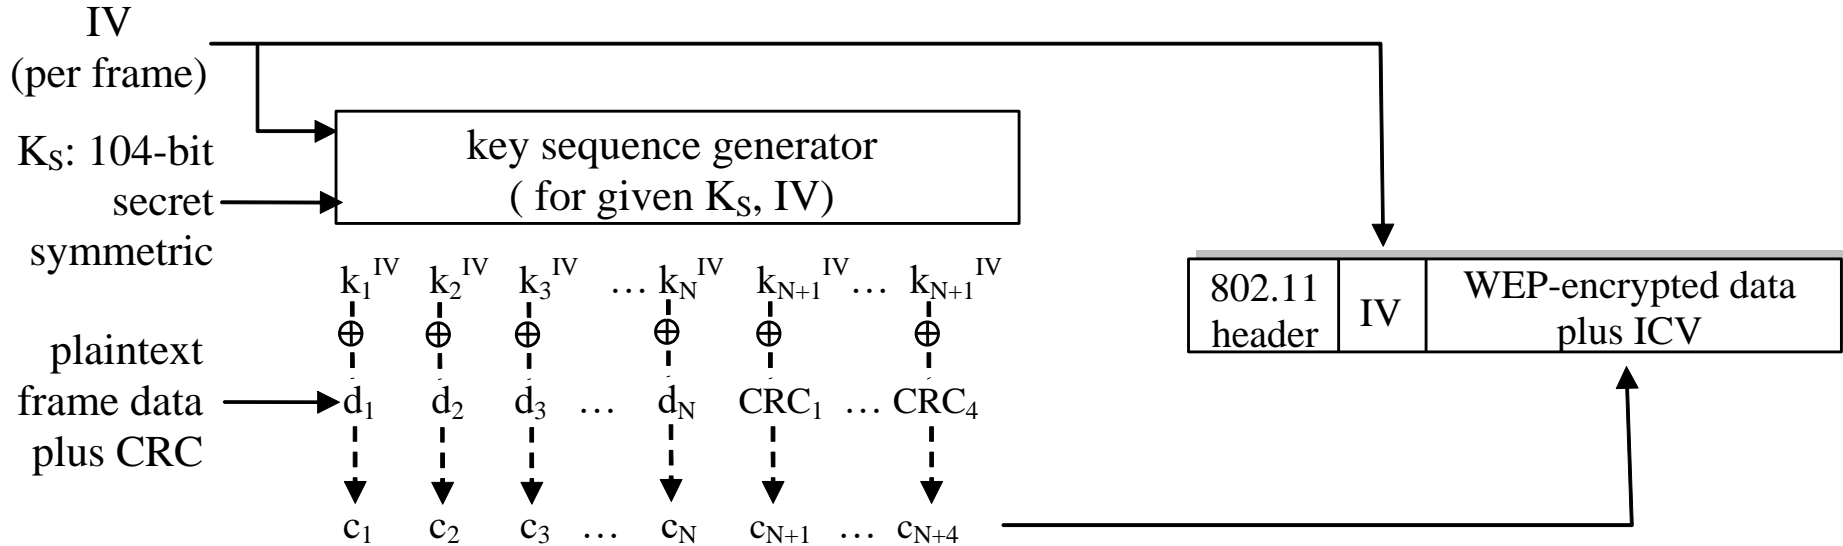 IV
(per frame)
K_S: 104-bit
secret
symmetric
key sequence generator
( for given K_S, IV)
k_1^IV k_2^IV k_3^IV … k_N^IV k_N+1^IV … k_N+1^IV
⊕ ⊕ ⊕ ⊕ ⊕ ⊕
plaintext
frame data
plus CRC
d_1 d_2 d_3 … d_N CRC_1 … CRC_4
c_1 c_2 c_3 … c_N c_N+1 … c_N+4
802.11
header
IV
WEP-encrypted data
plus ICV